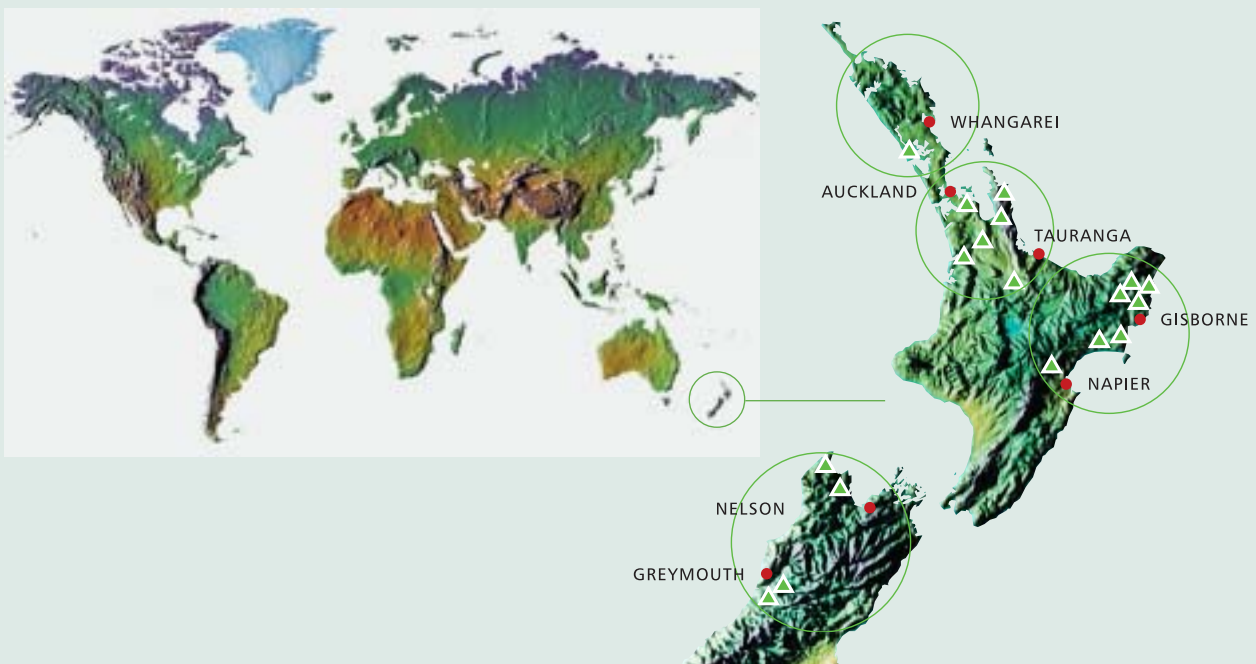 WHANGAREI
AUCKLAND
TAURANGA
GISBORNE
NAPIER
NELSON
GREYMOUTH